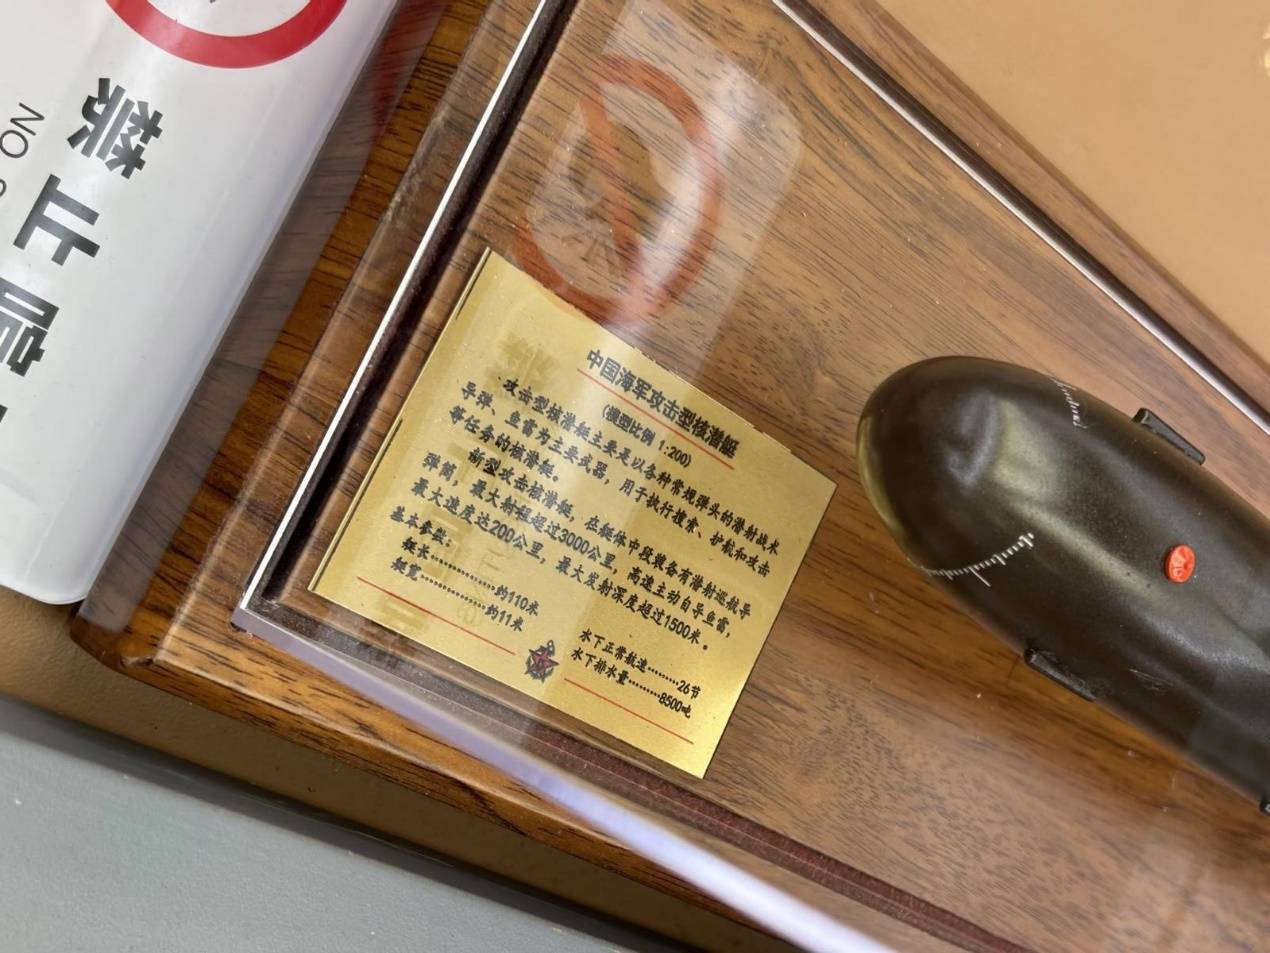 禁止喷
NO
中国海军攻击型核潜艇
(模型比例 1:200)
攻击型核潜艇主要是以各种常规弹头的潜射战术
导弹、鱼雷为主要武器，用于执行搜索、护航和攻击
等任务的核潜艇。
新型攻击核潜艇，在艇体中段装备有潜射巡航导
弹筒，最大射程超过3000公里，高速主动自导鱼雷，
最大速度达200公里，最大发射深度超过1500米。
基本参数：
艇长……………约110米
艇宽……………约11米
水下正常航速………26节
水下排水量………8500吨